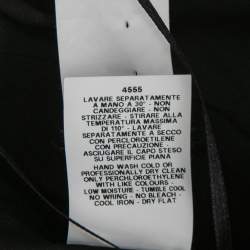 4555
LAVARE SEPARATAMENTE
A MANO A 30° - NON
CANDEGGIARE - NON
STRIZZARE - STIRARE ALLA
TEMPERATURA MASSIMA
DI 110° - LAVARE
SEPARATAMENTE A SECCO
CON PERCLOROETILENE
CON PRECAUZIONE -
ASCIUGARE IL CAPO STESO
SU SUPERFICIE PIANA
HAND WASH COLD OR
PROFESSIONALLY DRY CLEAN
ONLY PERCHLOROETHYLENE
WITH LIKE COLOURS -
LOW MOISTURE - TUMBLE COOL
NO WRING - NO BLEACH -
COOL IRON - DRY FLAT